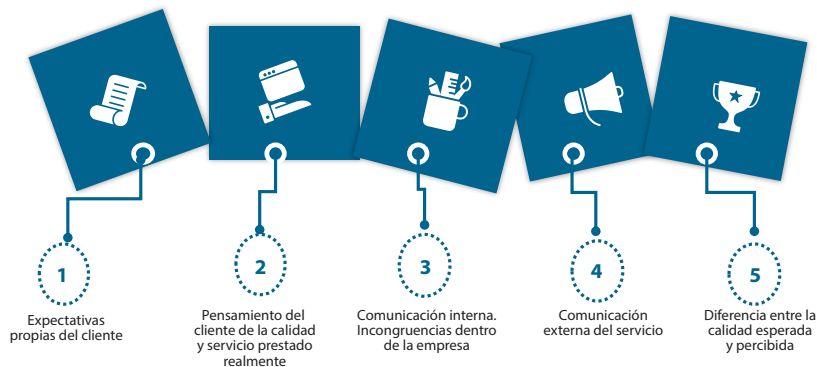 1
Expectativas
propias del cliente
2
Pensamiento del
cliente de la calidad
y servicio prestado
realmente
3
Comunicación interna.
Incongruencias dentro
de la empresa
4
Comunicación
externa del servicio
5
Diferencia entre la
calidad esperada
y percibida